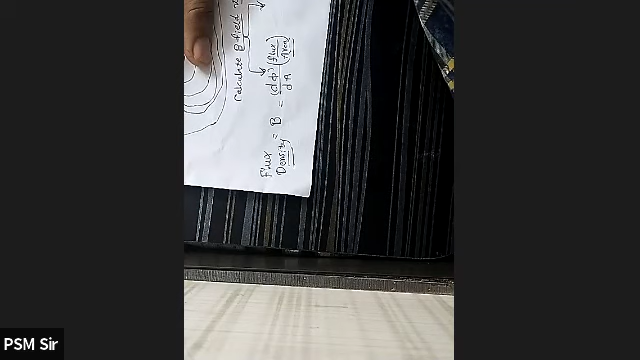 Calculate B field
Flux Density = B = (dφ)/dA (flux/Area)
PSM Sir